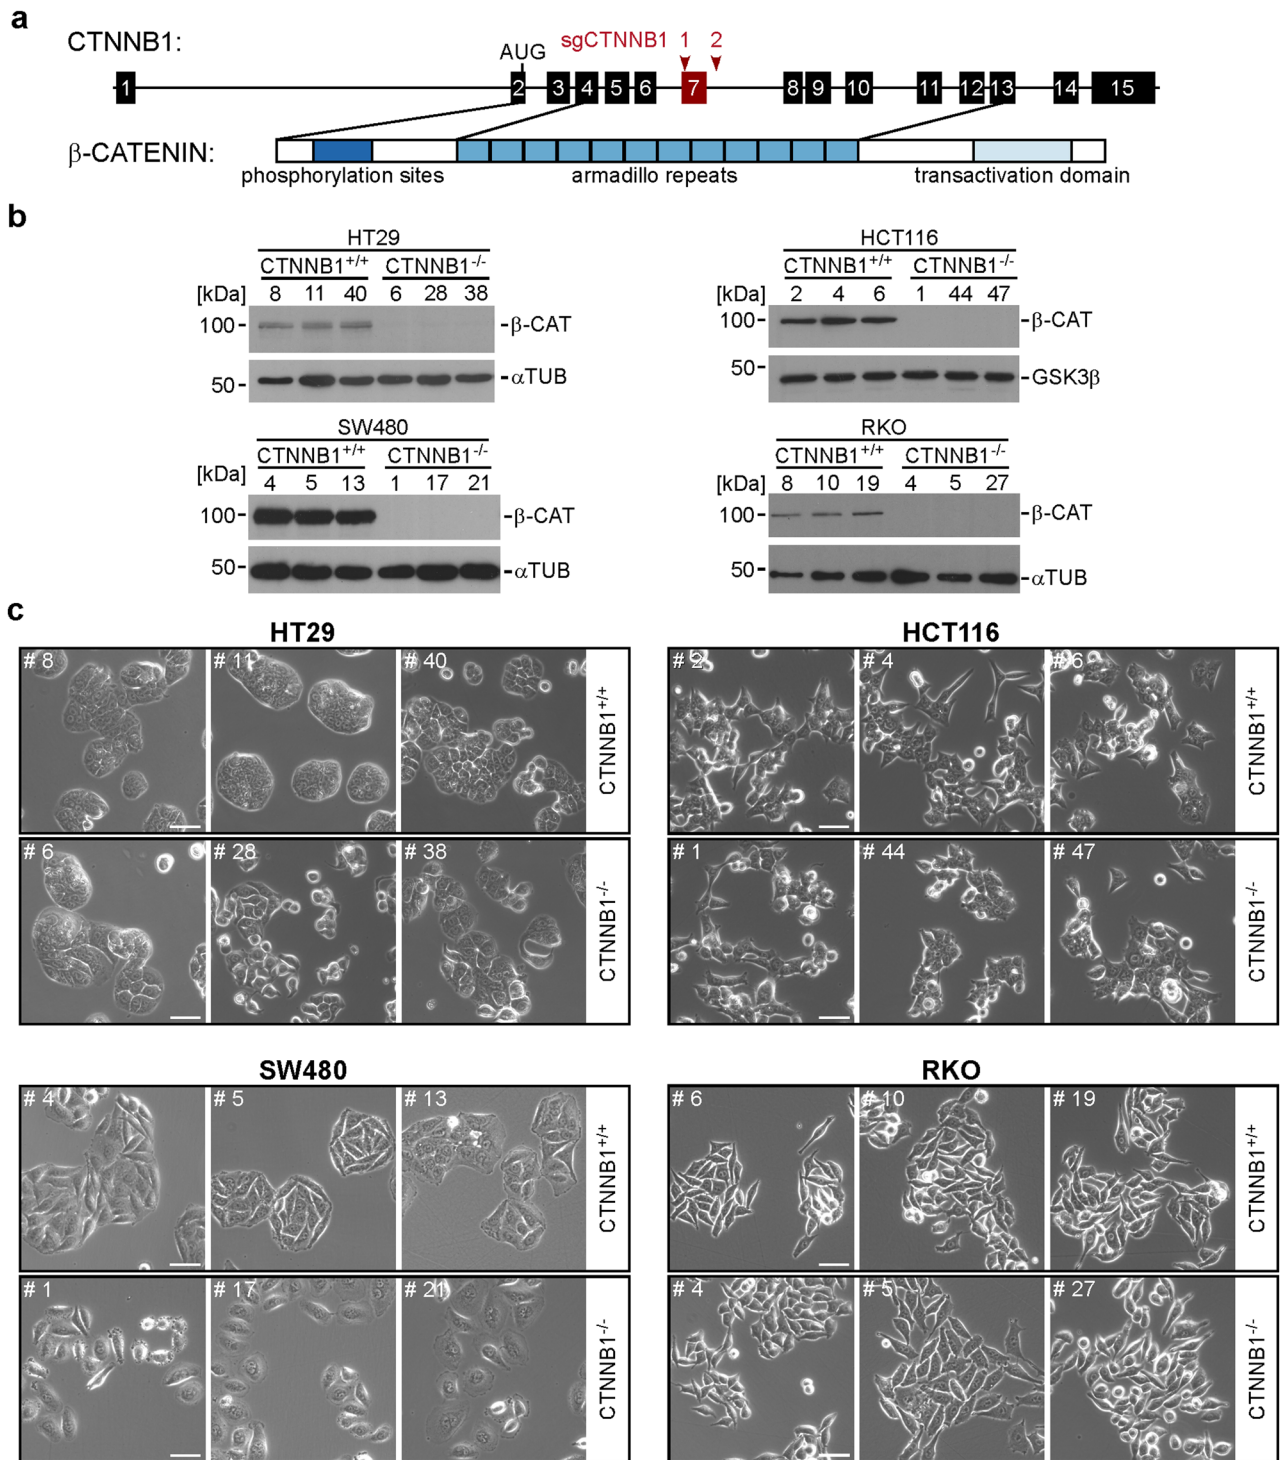 a
CTNNB1:
sgCTNNB1 1 2
AUG
1 2 3 4 5 6 7 8 9 10 11 12 13 14 15
β-CATENIN:
phosphorylation sites armadillo repeats transactivation domain
b
HT29
CTNNB1+/+ CTNNB1-/-
[kDa] 8 11 40 6 28 38
100 β-CAT
50 αTUB
HCT116
CTNNB1+/+ CTNNB1-/-
[kDa] 2 4 6 1 44 47
100 β-CAT
50 GSK3β
SW480
CTNNB1+/+ CTNNB1-/-
[kDa] 4 5 13 1 17 21
100 β-CAT
50 αTUB
RKO
CTNNB1+/+ CTNNB1-/-
[kDa] 8 10 19 4 5 27
100 β-CAT
50 αTUB
c
HT29
# 8 # 11 # 40 CTNNB1+/+
# 6 # 28 # 38 CTNNB1-/-
HCT116
# 2 # 4 # 6 CTNNB1+/+
# 1 # 44 # 47 CTNNB1-/-
SW480
# 4 # 5 # 13 CTNNB1+/+
# 1 # 17 # 21 CTNNB1-/-
RKO
# 6 # 10 # 19 CTNNB1+/+
# 4 # 5 # 27 CTNNB1-/-